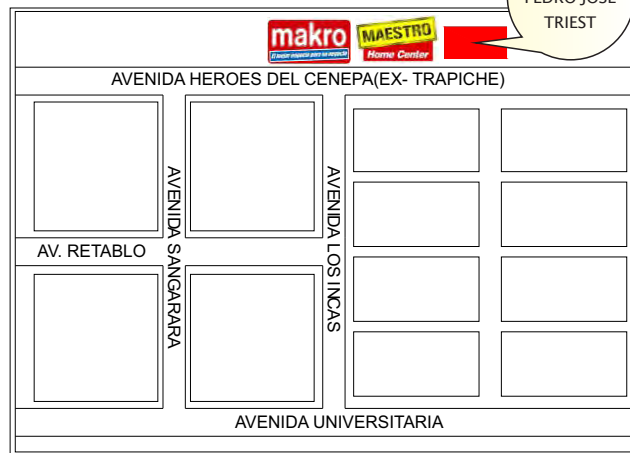 PEDRO JOSE
TRIEST
makro
MAESTRO
Home Center
AVENIDA HEROES DEL CENEPA(EX- TRAPICHE)
AVENIDA SANGARARA
AVENIDA LOS INCAS
AV. RETABLO
AVENIDA UNIVERSITARIA